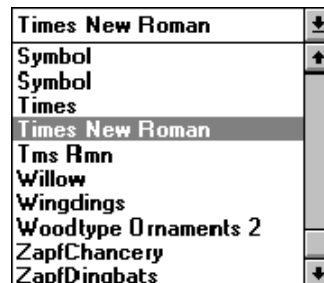 Times New Roman
Symbol
Symbol
Times
Times New Roman
Tms Rmn
Willow
Wingdings
Woodtype Ornaments 2
ZapfChancery
ZapfDingbats